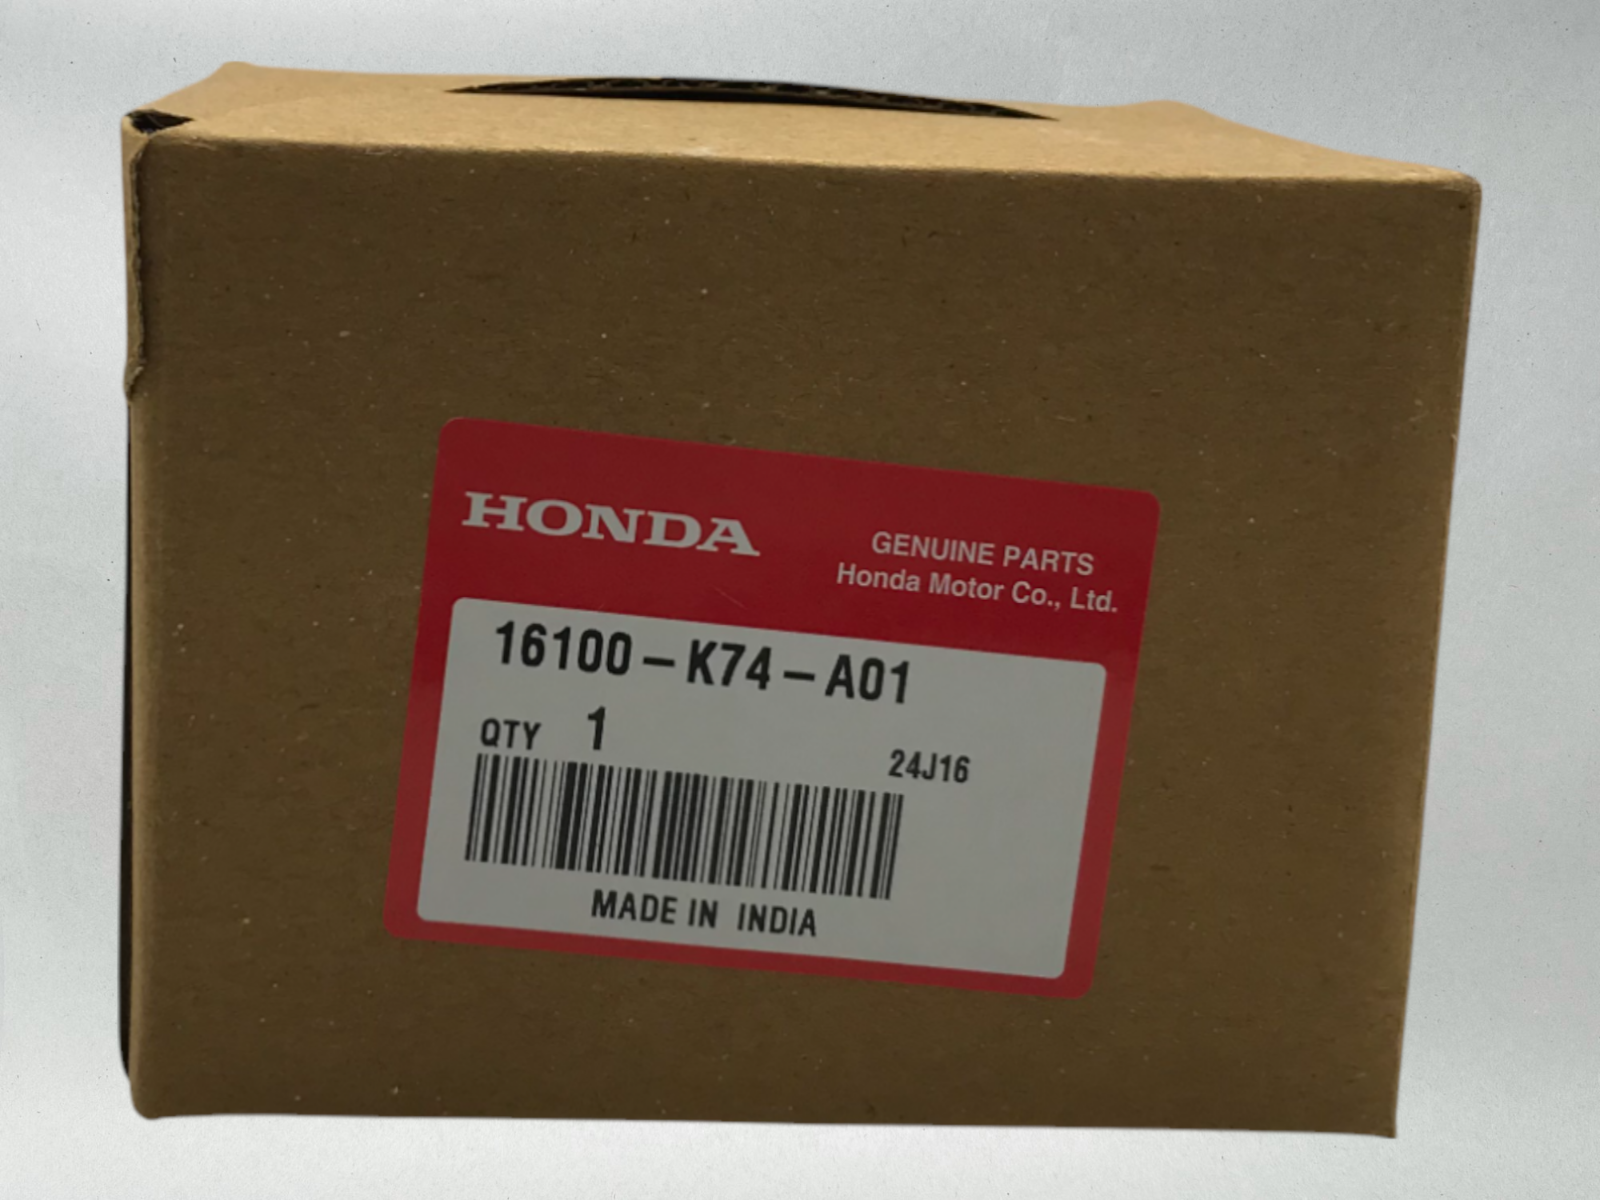 HONDA
GENUINE PARTS
Honda Motor Co., Ltd.
16100-K74-A01
QTY 1
24J16
MADE IN INDIA